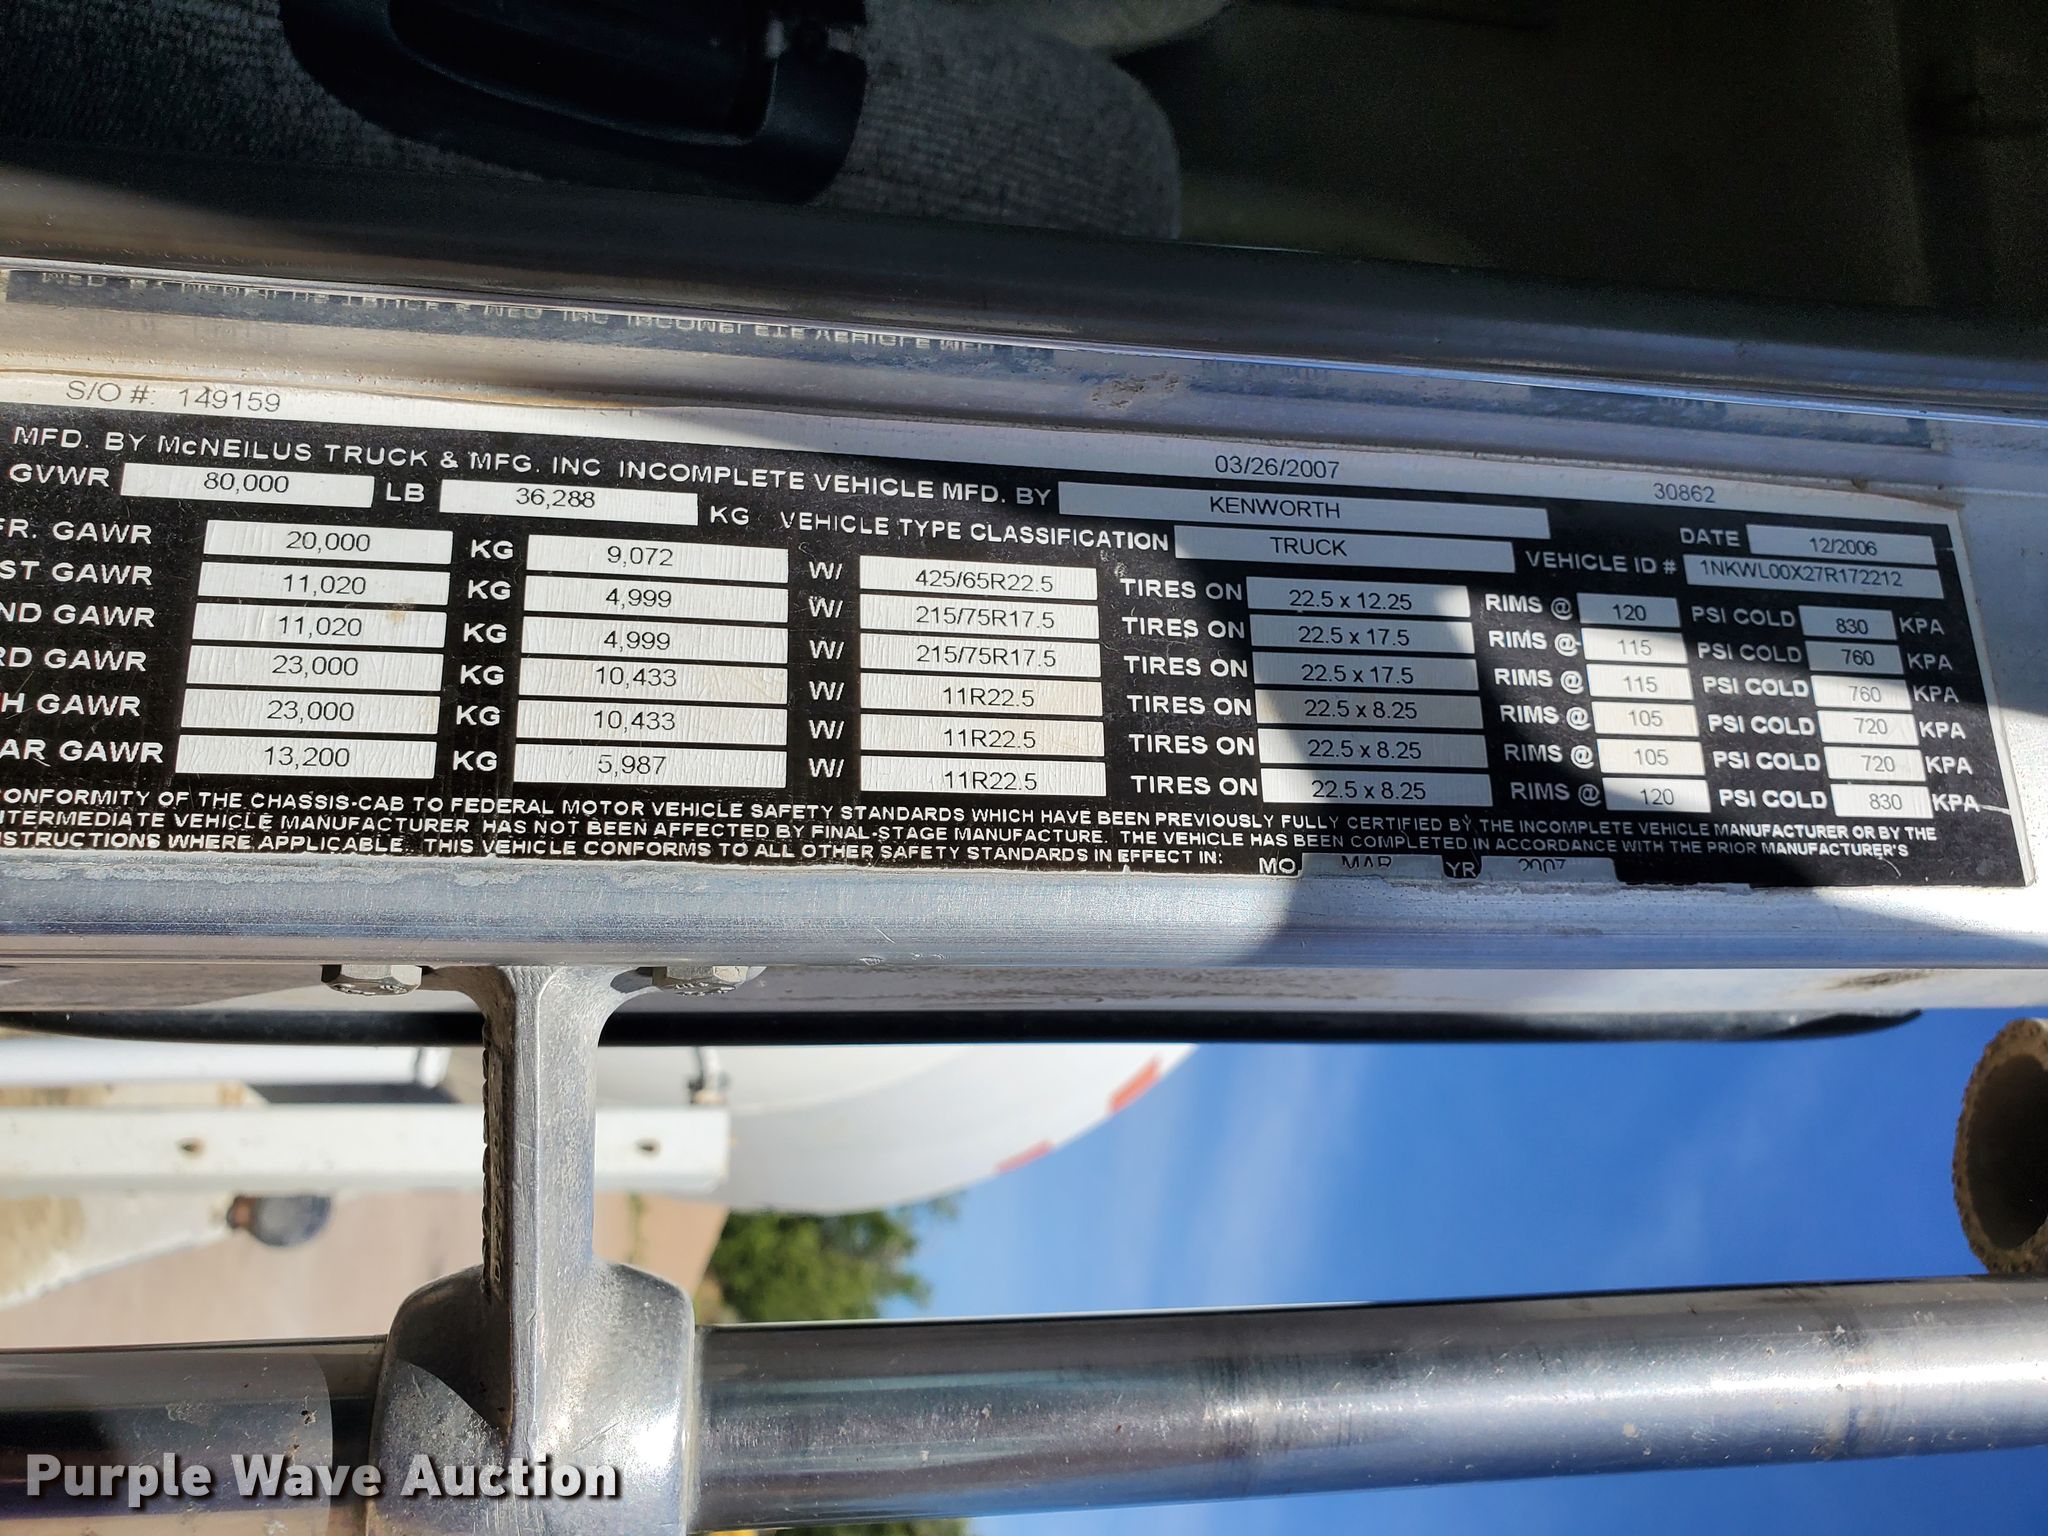 S/O #: 149159 03/26/2007 30862
MFD. BY McNEILUS TRUCK & MFG. INC INCOMPLETE VEHICLE MFD. BY KENWORTH DATE 12/2006
GVWR 80,000 LB 36,288 KG VEHICLE TYPE CLASSIFICATION TRUCK VEHICLE ID # 1NKWL00X27R172212
FR. GAWR 20,000 KG 9,072 W/ 425/65R22.5 TIRES ON 22.5 x 12.25 RIMS @ 120 PSI COLD 830 KPA
ST GAWR 11,020 KG 4,999 W/ 215/75R17.5 TIRES ON 22.5 x 17.5 RIMS @ 115 PSI COLD 760 KPA
ND GAWR 11,020 KG 4,999 W/ 215/75R17.5 TIRES ON 22.5 x 17.5 RIMS @ 115 PSI COLD 760 KPA
RD GAWR 23,000 KG 10,433 W/ 11R22.5 TIRES ON 22.5 x 8.25 RIMS @ 105 PSI COLD 720 KPA
H GAWR 23,000 KG 10,433 W/ 11R22.5 TIRES ON 22.5 x 8.25 RIMS @ 105 PSI COLD 720 KPA
AR GAWR 13,200 KG 5,987 W/ 11R22.5 TIRES ON 22.5 x 8.25 RIMS @ 120 PSI COLD 830 KPA
ONFORMITY OF THE CHASSIS-CAB TO FEDERAL MOTOR VEHICLE SAFETY STANDARDS WHICH HAVE BEEN PREVIOUSLY FULLY CERTIFIED BY THE INCOMPLETE VEHICLE MANUFACTURER OR BY THE
NTERMEDIATE VEHICLE MANUFACTURER HAS NOT BEEN AFFECTED BY FINAL-STAGE MANUFACTURE. THE VEHICLE HAS BEEN COMPLETED IN ACCORDANCE WITH THE PRIOR MANUFACTURER'S
STRUCTIONS WHERE APPLICABLE. THIS VEHICLE CONFORMS TO ALL OTHER SAFETY STANDARDS IN EFFECT IN: MO. MAR YR 2007
Purple Wave Auction